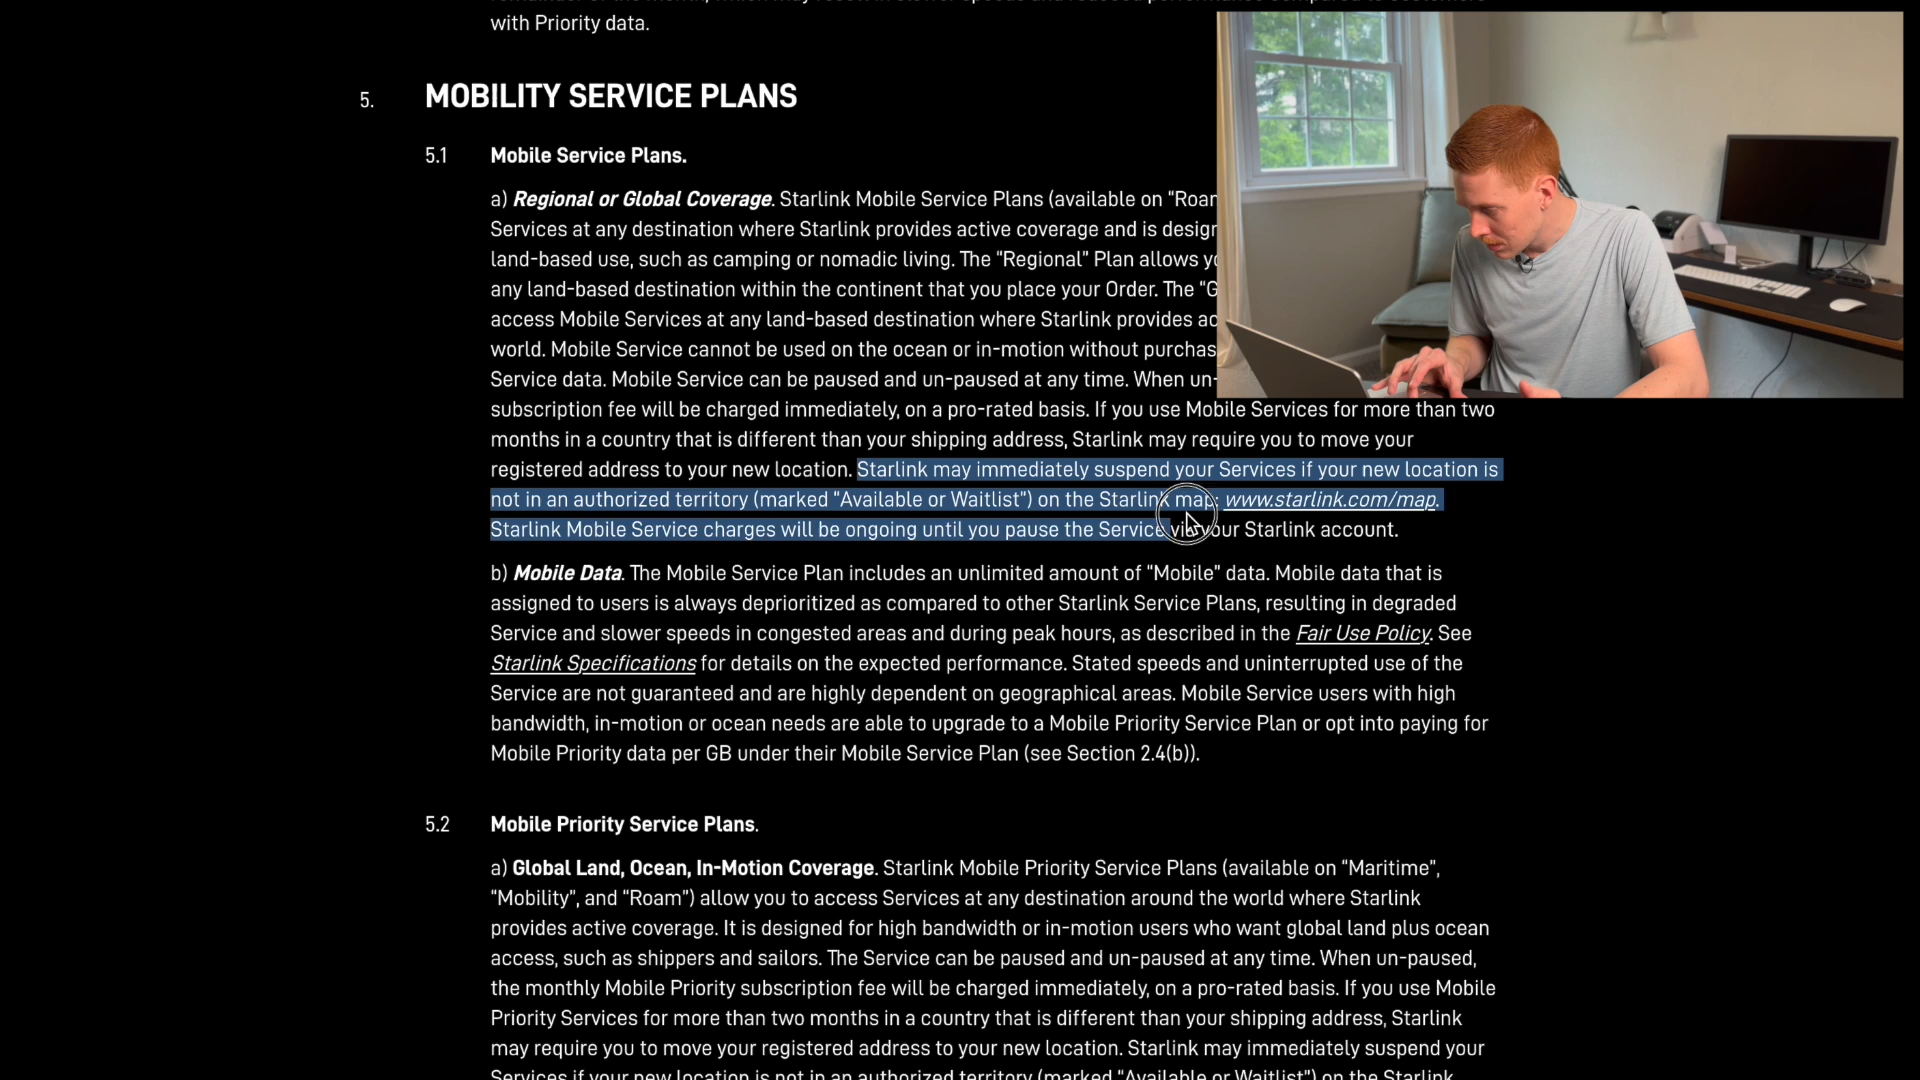 with Priority data.
5. MOBILITY SERVICE PLANS
5.1 Mobile Service Plans.
a) Regional or Global Coverage. Starlink Mobile Service Plans (available on “Roam
Services at any destination where Starlink provides active coverage and is design
land-based use, such as camping or nomadic living. The “Regional” Plan allows yo
any land-based destination within the continent that you place your Order. The “G
access Mobile Services at any land-based destination where Starlink provides ac
world. Mobile Service cannot be used on the ocean or in-motion without purchas
Service data. Mobile Service can be paused and un-paused at any time. When un-
subscription fee will be charged immediately, on a pro-rated basis. If you use Mobile Services for more than two
months in a country that is different than your shipping address, Starlink may require you to move your
registered address to your new location. Starlink may immediately suspend your Services if your new location is
not in an authorized territory (marked “Available or Waitlist”) on the Starlink map: www.starlink.com/map.
Starlink Mobile Service charges will be ongoing until you pause the Service via your Starlink account.
b) Mobile Data. The Mobile Service Plan includes an unlimited amount of “Mobile” data. Mobile data that is
assigned to users is always deprioritized as compared to other Starlink Service Plans, resulting in degraded
Service and slower speeds in congested areas and during peak hours, as described in the Fair Use Policy. See
Starlink Specifications for details on the expected performance. Stated speeds and uninterrupted use of the
Service are not guaranteed and are highly dependent on geographical areas. Mobile Service users with high
bandwidth, in-motion or ocean needs are able to upgrade to a Mobile Priority Service Plan or opt into paying for
Mobile Priority data per GB under their Mobile Service Plan (see Section 2.4(b)).
5.2 Mobile Priority Service Plans.
a) Global Land, Ocean, In-Motion Coverage. Starlink Mobile Priority Service Plans (available on “Maritime”,
“Mobility”, and “Roam”) allow you to access Services at any destination around the world where Starlink
provides active coverage. It is designed for high bandwidth or in-motion users who want global land plus ocean
access, such as shippers and sailors. The Service can be paused and un-paused at any time. When un-paused,
the monthly Mobile Priority subscription fee will be charged immediately, on a pro-rated basis. If you use Mobile
Priority Services for more than two months in a country that is different than your shipping address, Starlink
may require you to move your registered address to your new location. Starlink may immediately suspend your
Services if your new location is not in an authorized territory (marked “Available or Waitlist”) on the Starlink